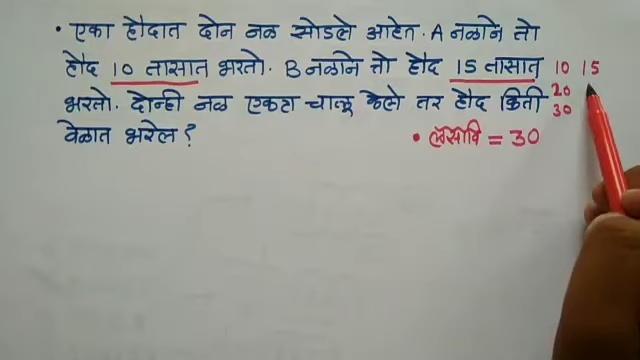 • एका हौदात दोन नळ सोडले आहेत. A नळाने तो
हौद 10 तासात भरतो. B नळाने तो हौद 15 तासात
भरतो. दोन्ही नळ एकदा चालू केले तर हौद किती
वेळात भरेल?
10 15
20
30
• लसावि = 30